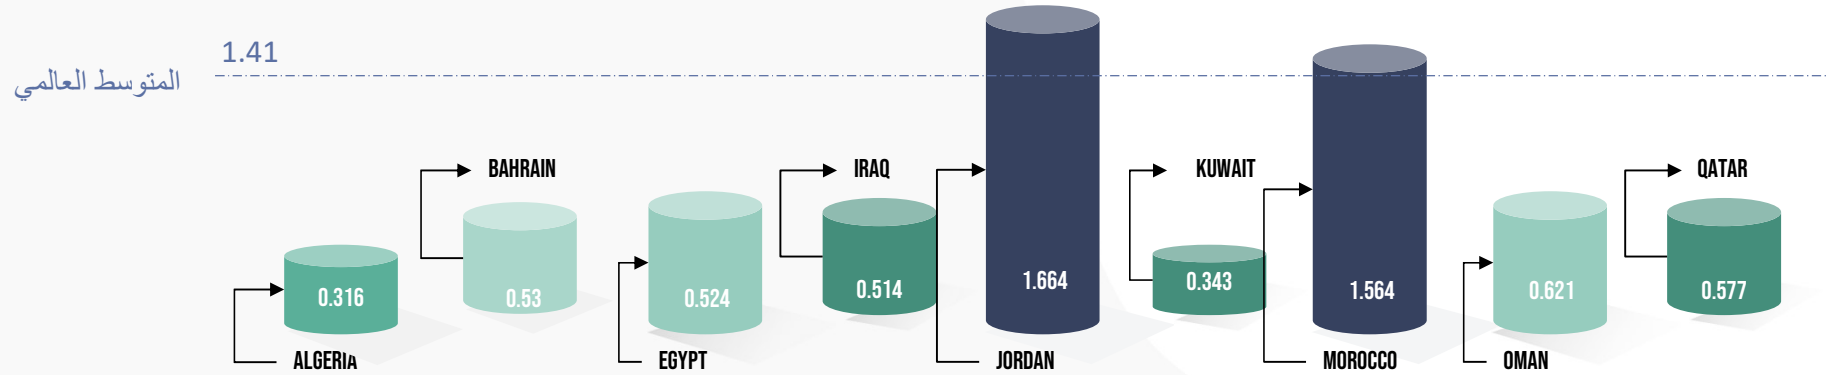 1.41
المتوسط العالمي
BAHRAIN
IRAQ
KUWAIT
QATAR
0.316
0.53
0.524
0.514
1.664
0.343
1.564
0.621
0.577
ALGERIA
EGYPT
JORDAN
MOROCCO
OMAN